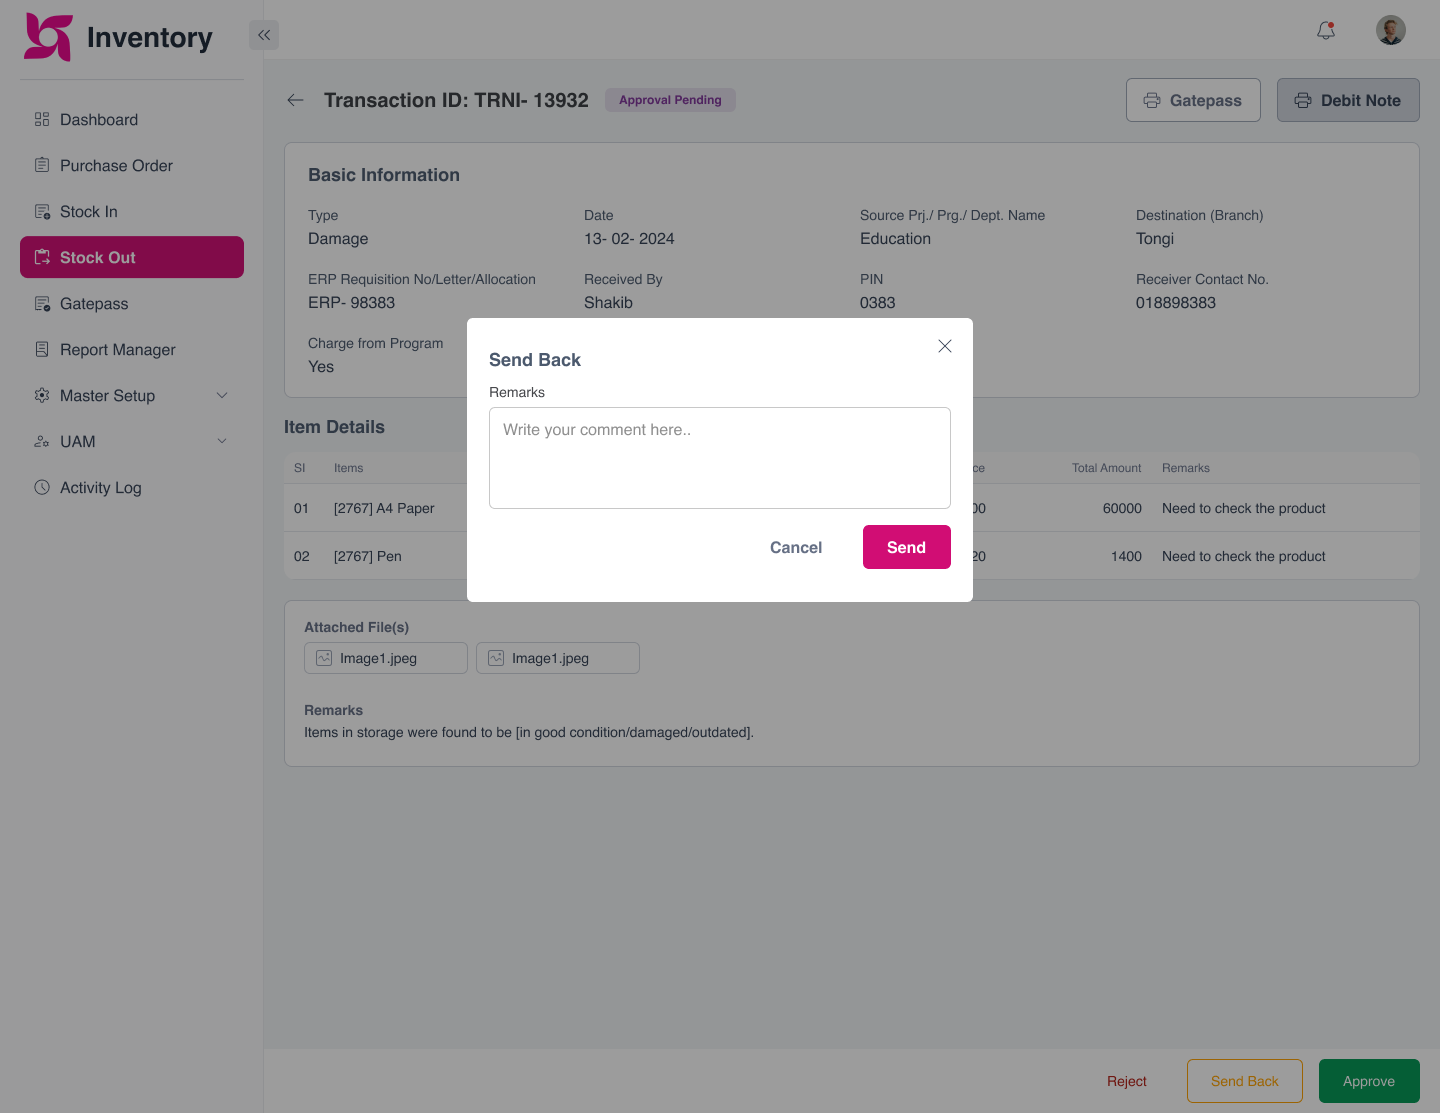 Inventory
Dashboard
Purchase Order
Stock In
Stock Out
Gatepass
Report Manager
Master Setup
UAM
Activity Log
Transaction ID: TRNI- 13932
Approval Pending
Gatepass
Debit Note
Basic Information
Type
Damage
Date
13- 02- 2024
Source Prj./ Prg./ Dept. Name
Education
Destination (Branch)
Tongi
ERP Requisition No/Letter/Allocation
ERP- 98383
Received By
Shakib
PIN
0383
Receiver Contact No.
018898383
Charge from Program
Yes
Send Back
Remarks
Write your comment here..
Cancel
Send
Item Details
SI Items Total Amount Remarks
01 [2767] A4 Paper 60000 Need to check the product
02 [2767] Pen 1400 Need to check the product
Attached File(s)
Image1.jpeg Image1.jpeg
Remarks
Items in storage were found to be [in good condition/damaged/outdated].
Reject
Send Back
Approve